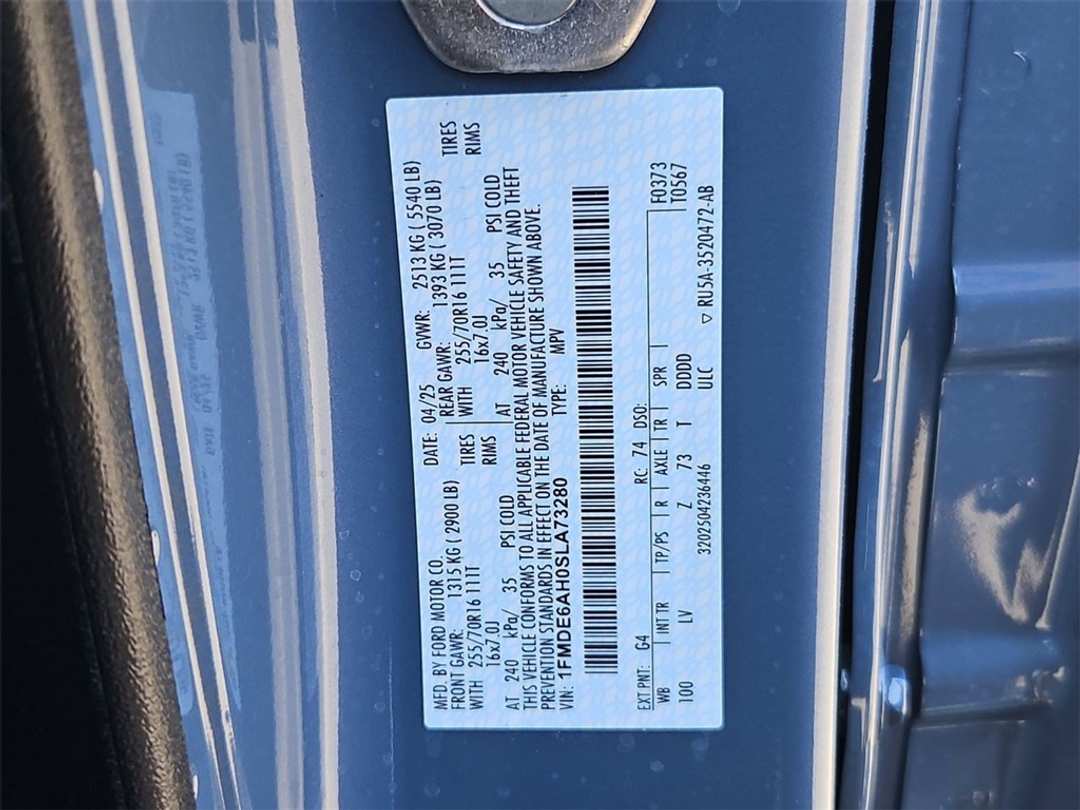 MFD. BY FORD MOTOR CO. DATE: 04/25 GVWR: 2513 KG ( 5540 LB)
FRONT GAWR: 1315 KG ( 2900 LB) REAR GAWR: 1393 KG ( 3070 LB)
WITH 255/70R16 111T TIRES WITH 255/70R16 111T TIRES
16x7.0J RIMS 16x7.0J RIMS
AT 240 kPa/ 35 PSI COLD AT 240 kPa/ 35 PSI COLD
THIS VEHICLE CONFORMS TO ALL APPLICABLE FEDERAL MOTOR VEHICLE SAFETY AND THEFT
PREVENTION STANDARDS IN EFFECT ON THE DATE OF MANUFACTURE SHOWN ABOVE.
VIN: 1FMDE6AH0SLA73280 TYPE: MPV
EXT PNT: G4 RC: 74 DSO: F0373
WB INT TR TP/PS R AXLE TR SPR T0567
100 LV Z 73 T DDDD
ULC ▽ RU5A-3520472-AB
3202504236446